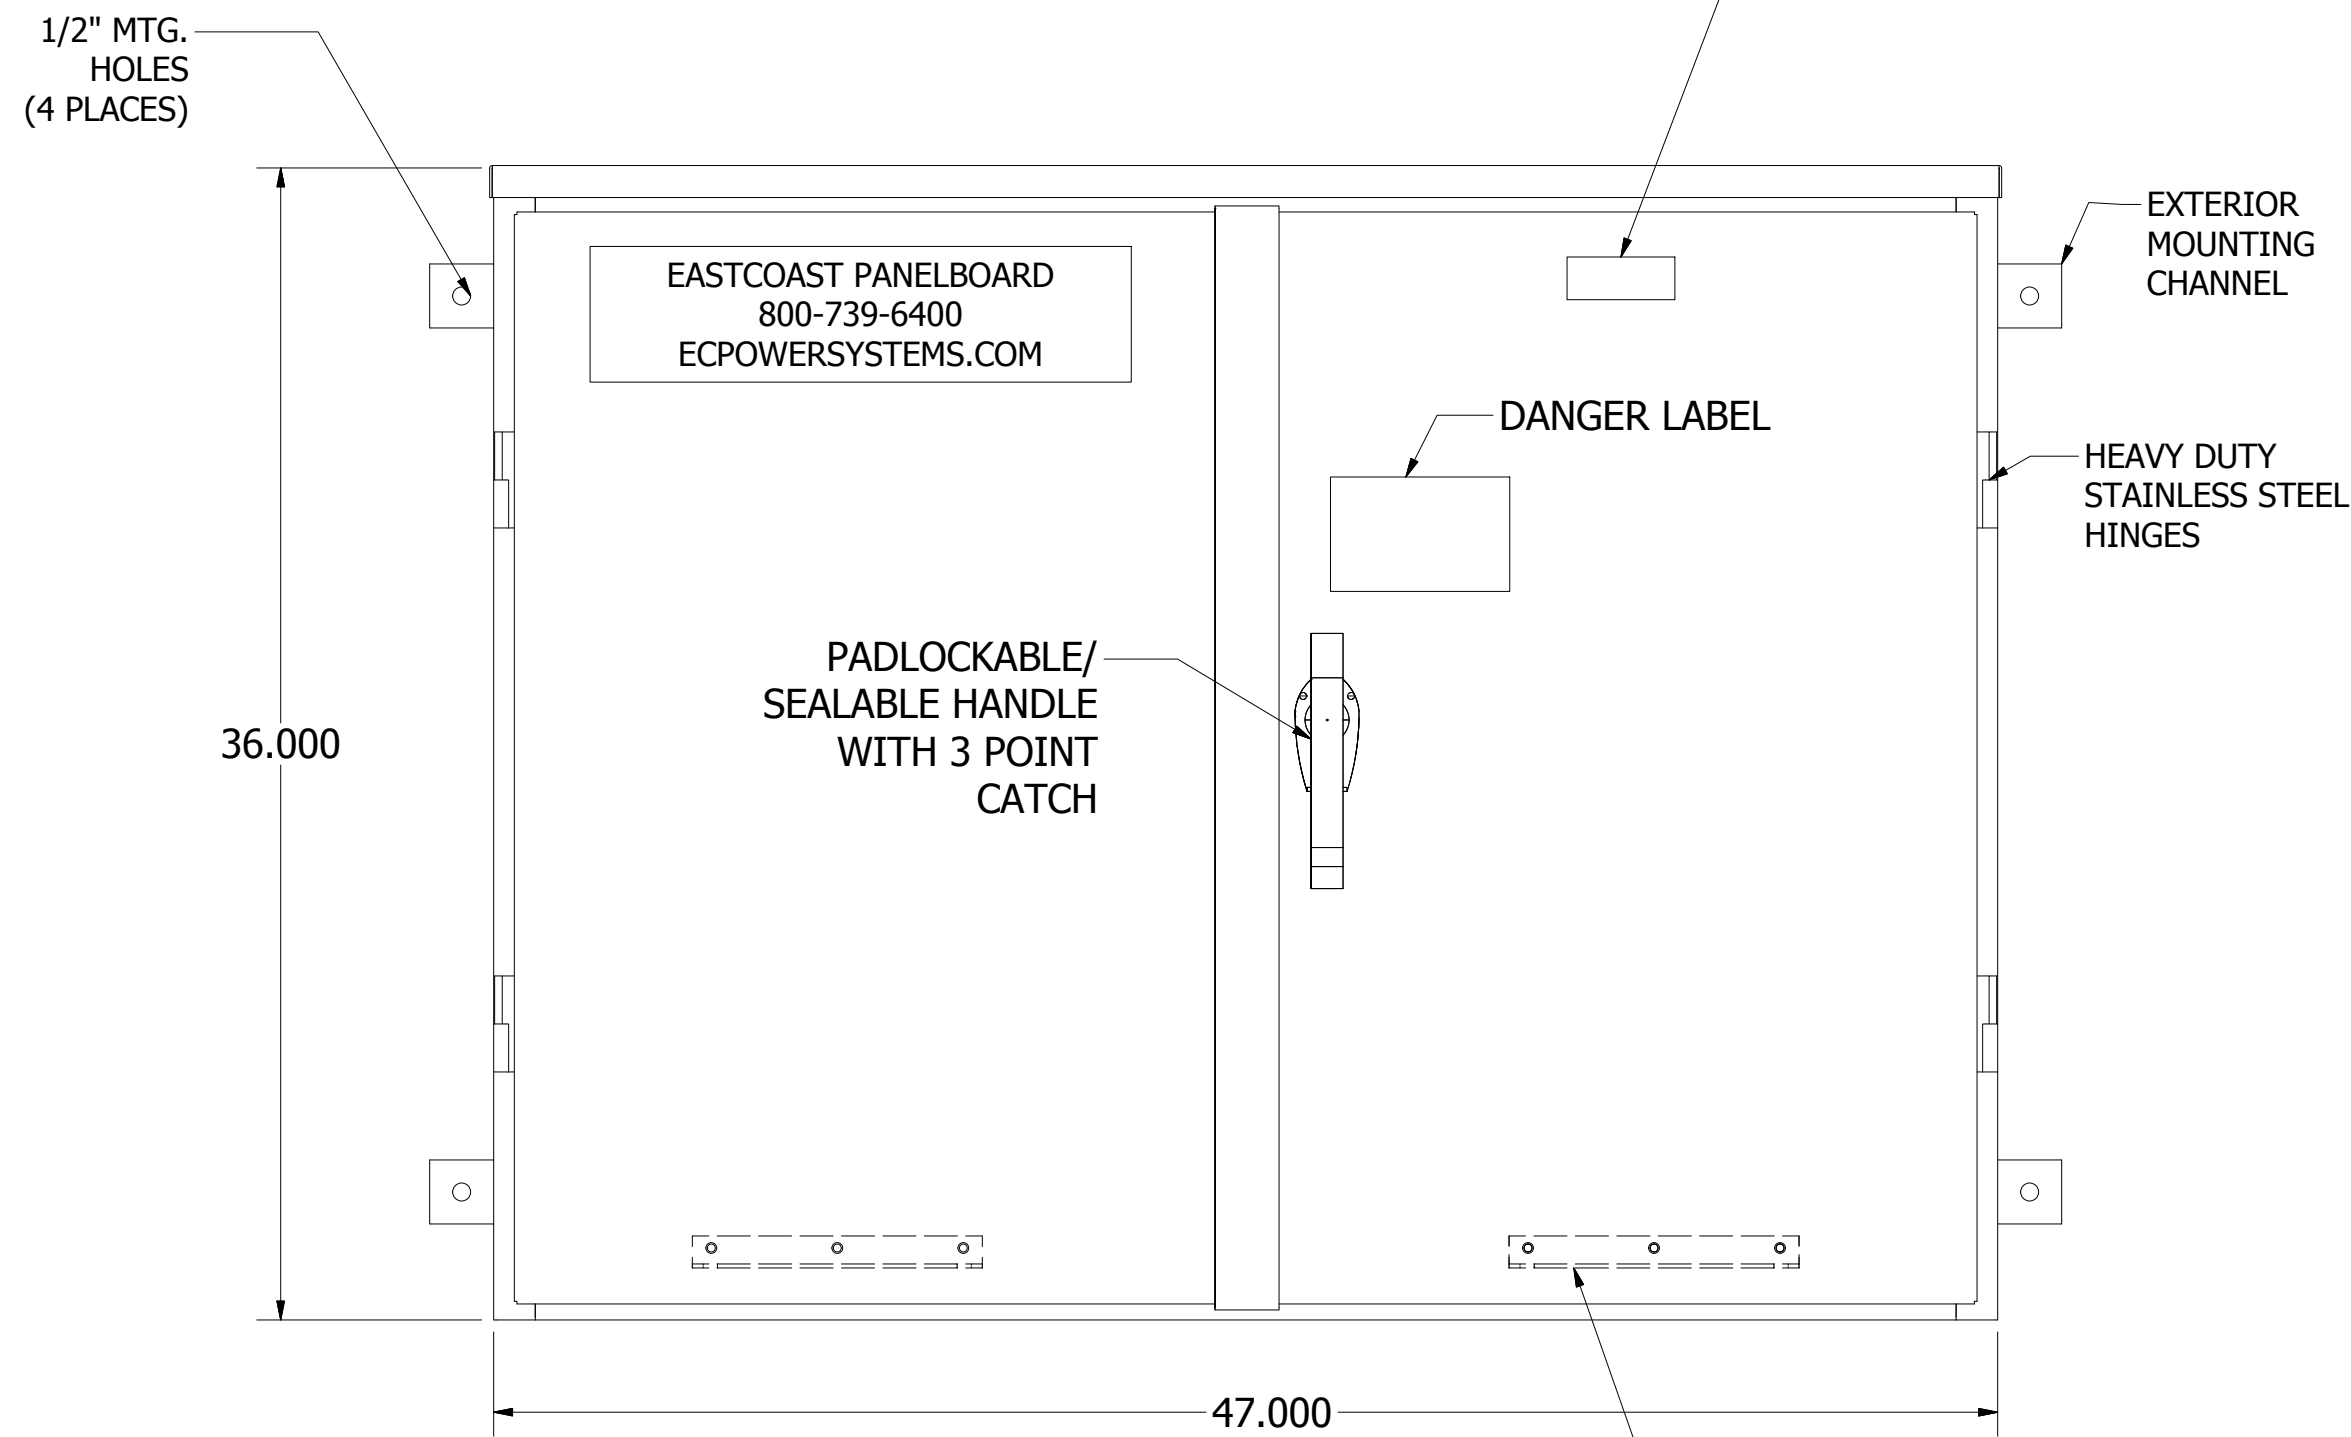 1/2" MTG.
HOLES
(4 PLACES)
EXTERIOR
MOUNTING
CHANNEL
EASTCOAST PANELBOARD
800-739-6400
ECPOWERSYSTEMS.COM
DANGER LABEL
HEAVY DUTY
STAINLESS STEEL
HINGES
PADLOCKABLE/
SEALABLE HANDLE
WITH 3 POINT
CATCH
36.000
47.000